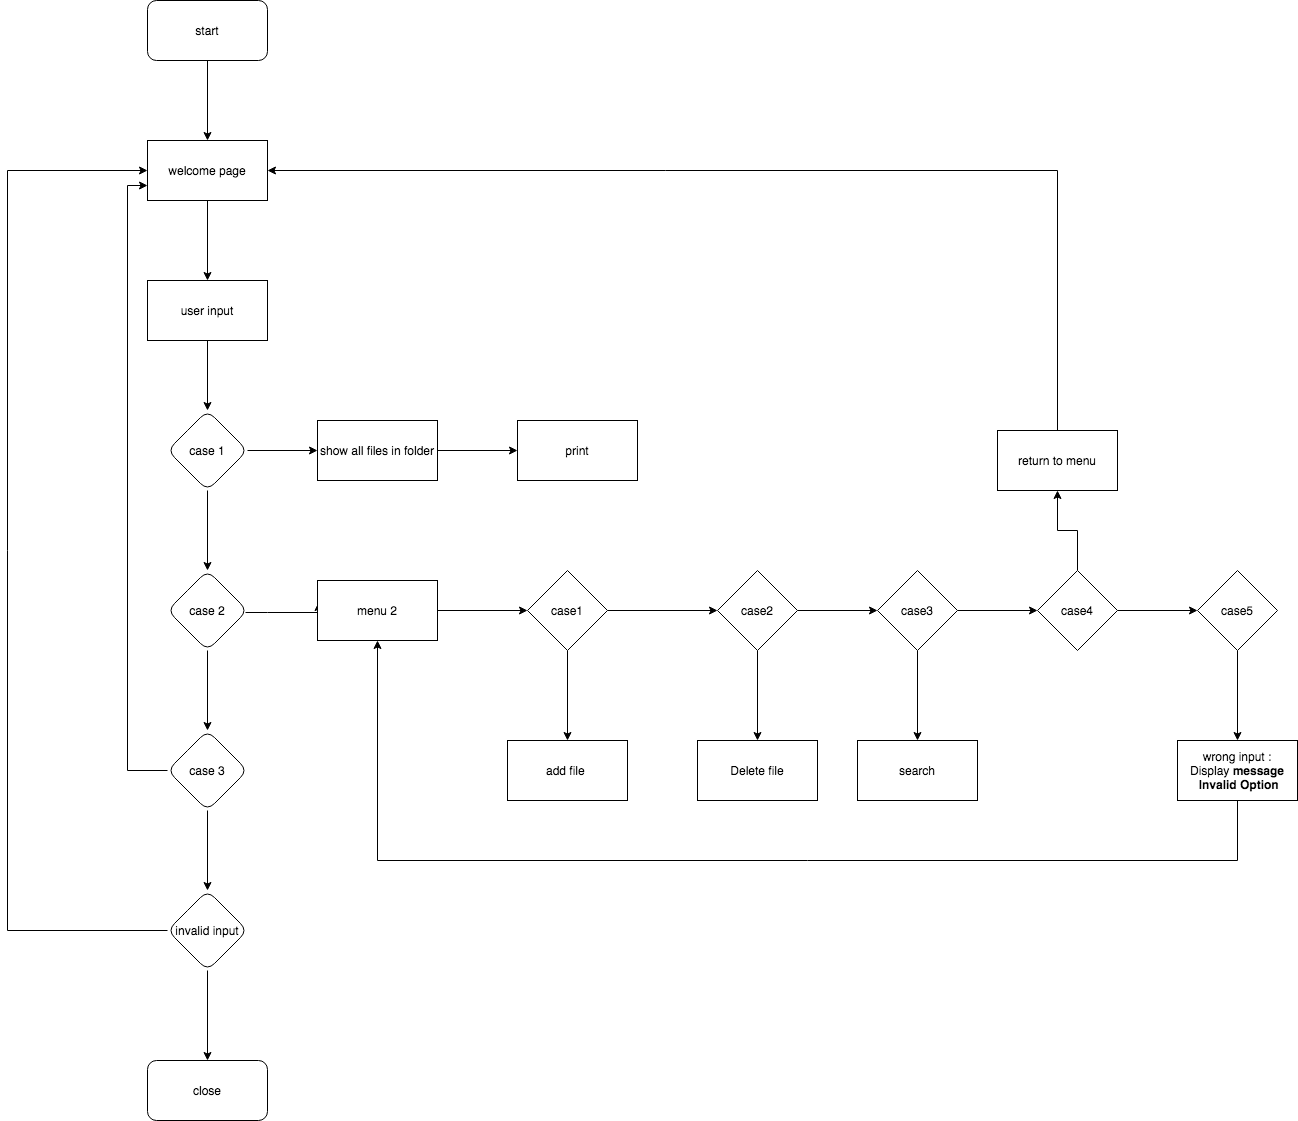 start
welcome page
user input
case 1
show all files in folder
print
return to menu
case 2
menu 2
case1
case2
case3
case4
case5
case 3
add file
Delete file
search
wrong input :
Display message
Invalid Option
invalid input
close